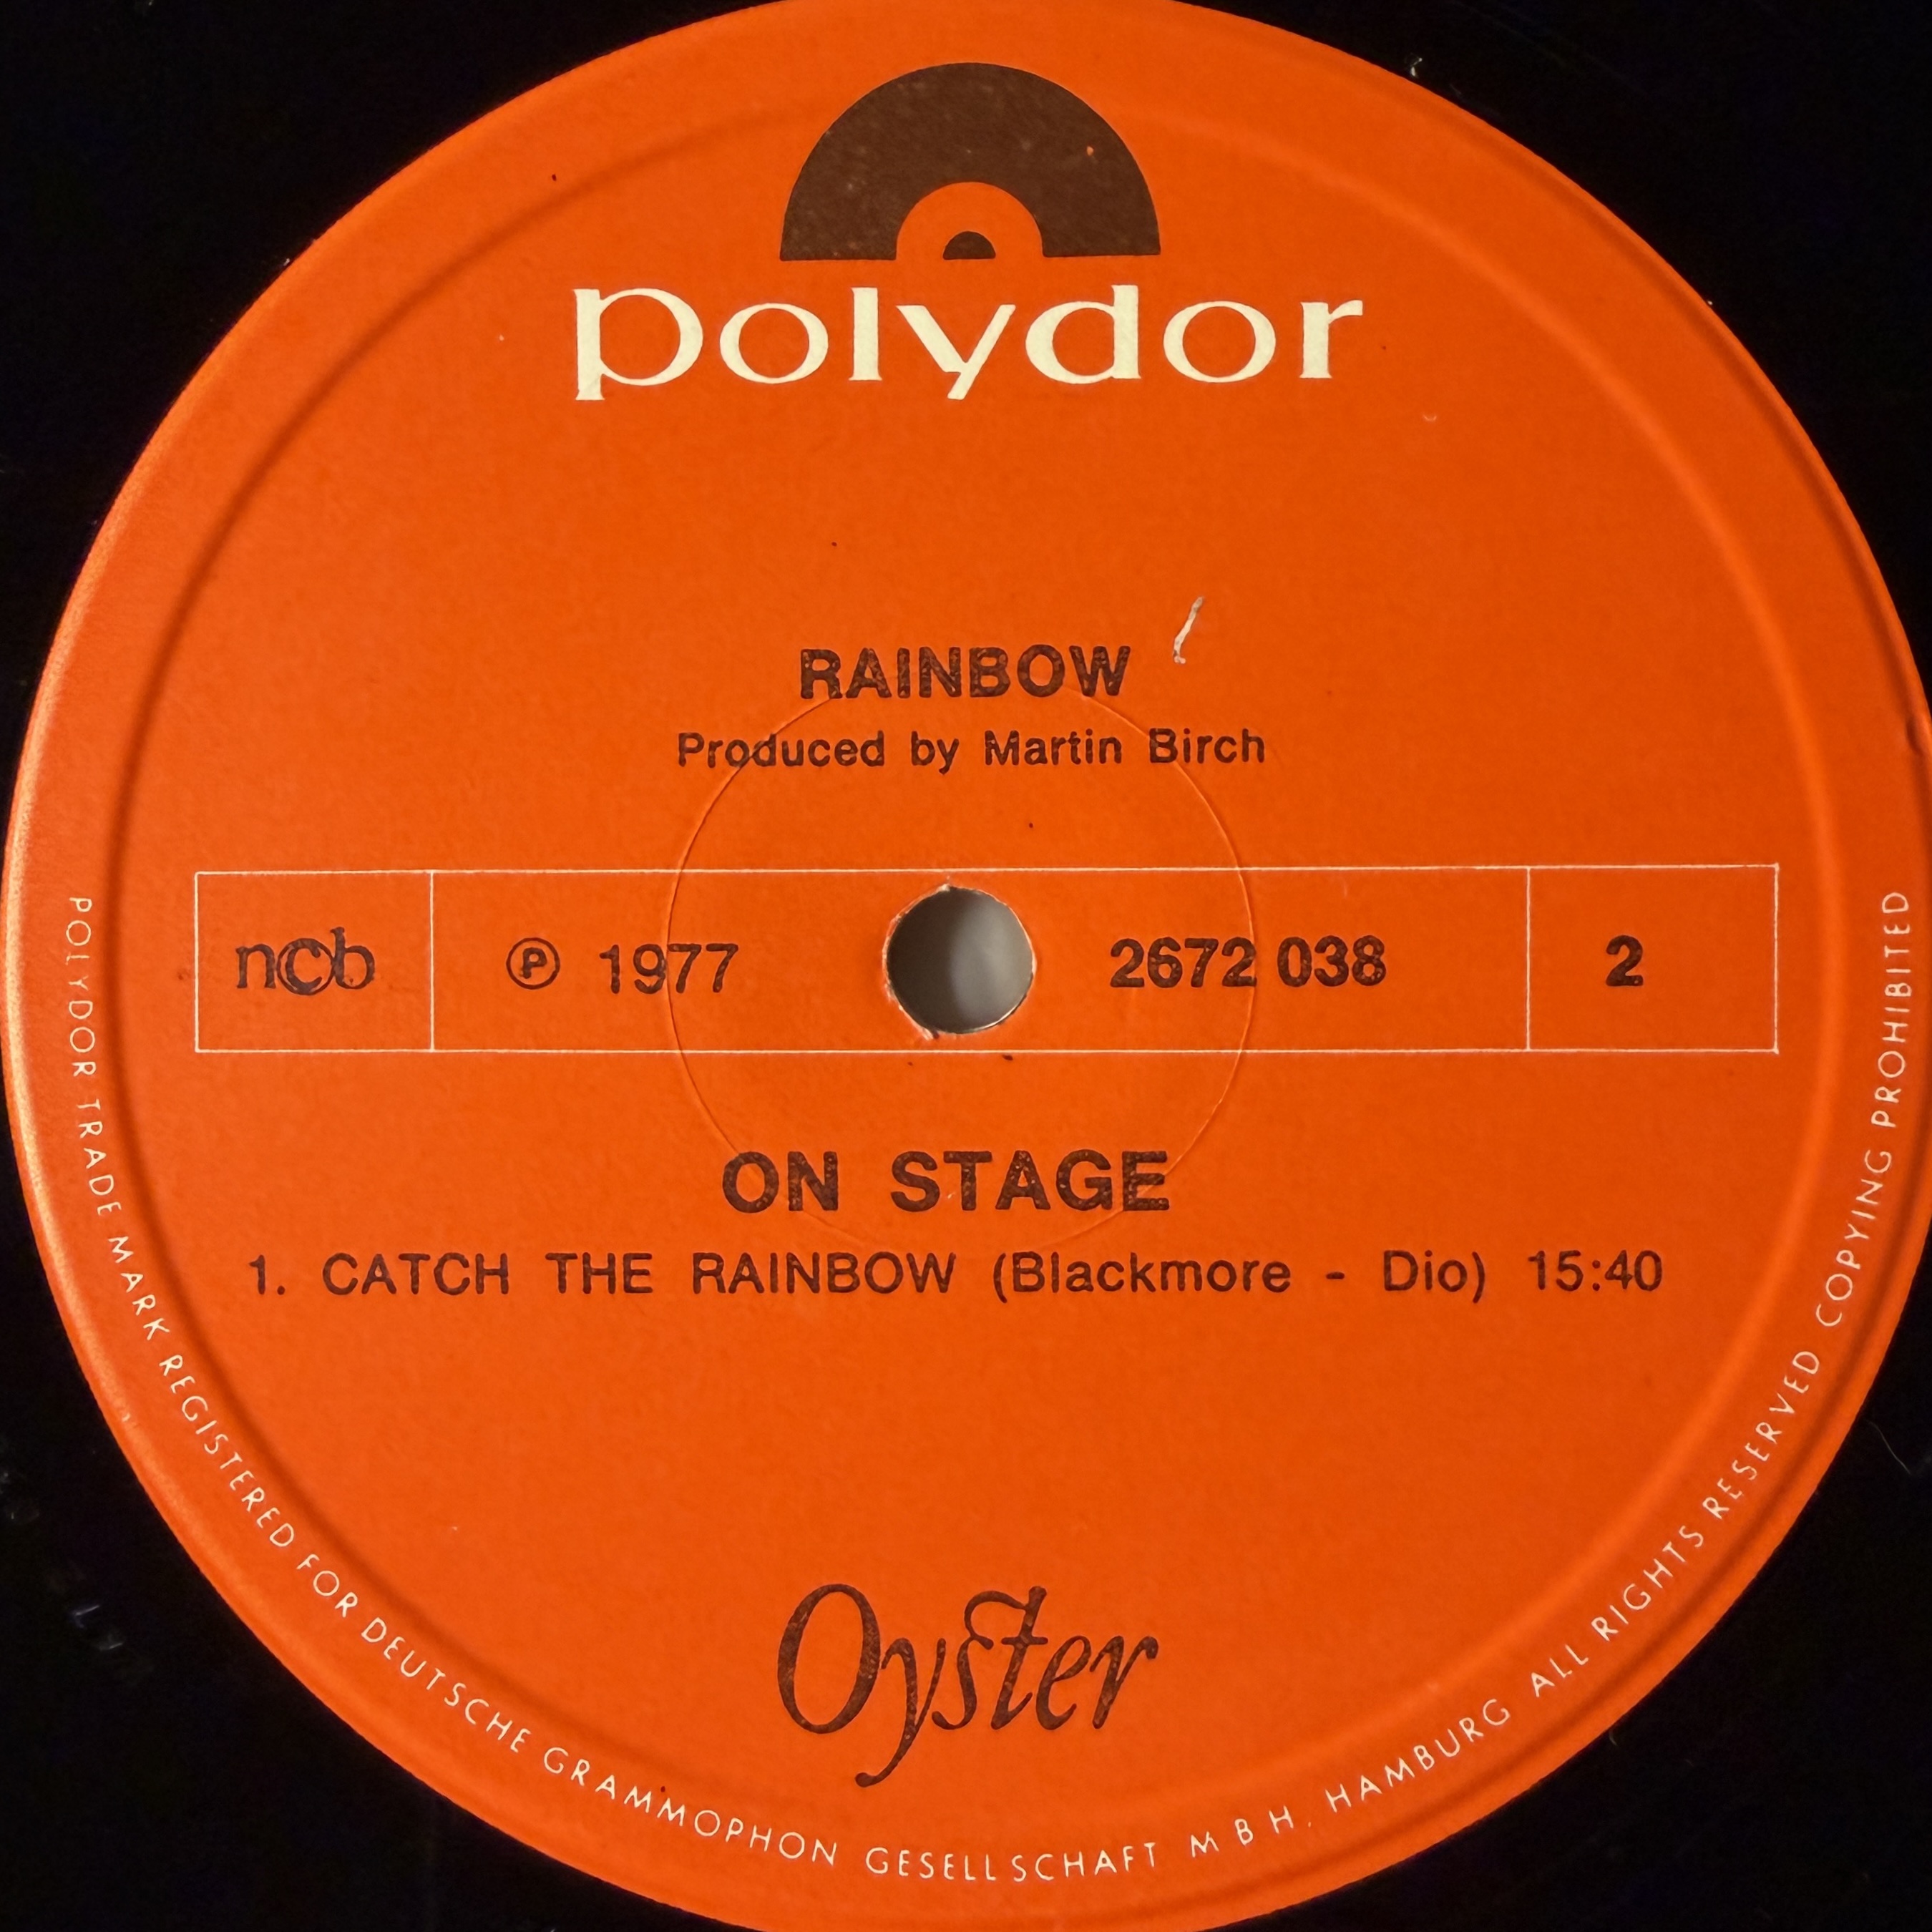 polydor
RAINBOW
Produced by Martin Birch
ncb ℗ 1977 2672 038 2
ON STAGE
1. CATCH THE RAINBOW (Blackmore - Dio) 15:40
Oyster
POLYDOR TRADE MARK REGISTERED FOR DEUTSCHE GRAMMOPHON GESELLSCHAFT M B H. HAMBURG ALL RIGHTS RESERVED COPYING PROHIBITED